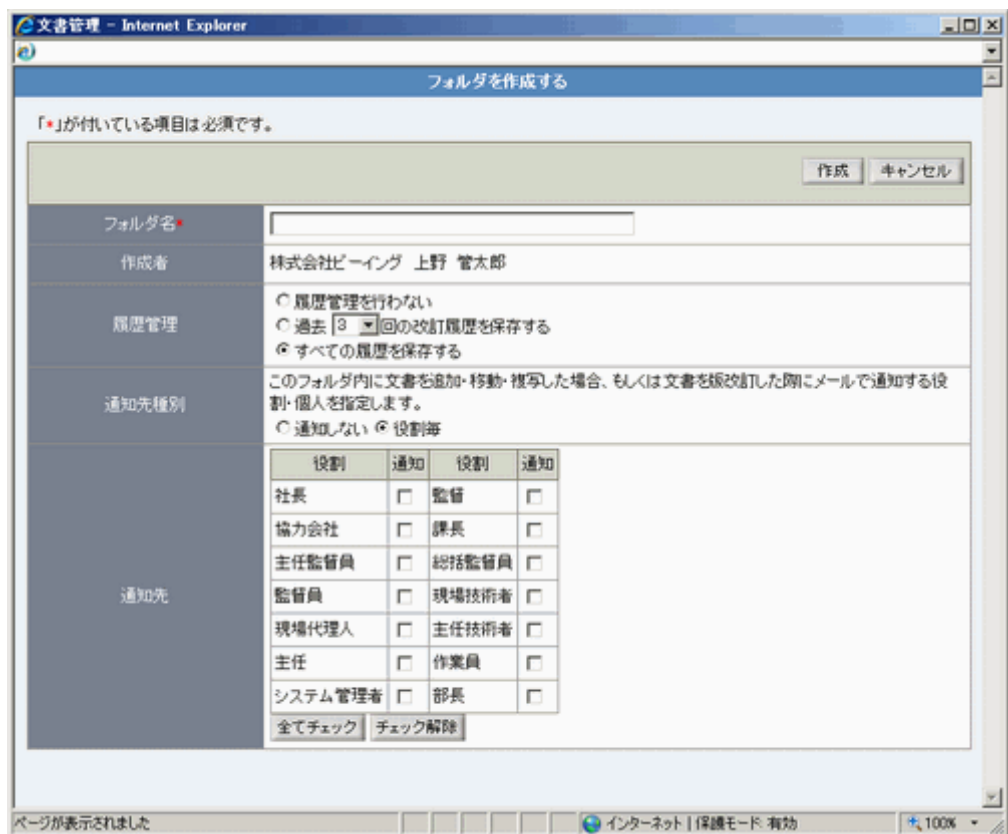 文書管理 - Internet Explorer
フォルダを作成する
「*」が付いている項目は必須です。
作成 キャンセル
フォルダ名*
作成者 株式会社ビーイング 上野 管太郎
履歴管理
履歴管理を行わない
過去 3 回の改訂履歴を保存する
すべての履歴を保存する
通知先種別
このフォルダ内に文書を追加・移動・複写した場合、もしくは文書を版改訂した際にメールで通知する役
割・個人を指定します。
通知しない 役割毎
通知先
役割 通知 役割 通知
社長 監督
協力会社 課長
主任監督員 総括監督員
監督員 現場技術者
現場代理人 主任技術者
主任 作業員
システム管理者 部長
全てチェック チェック解除
ページが表示されました インターネット | 保護モード: 有効 100%